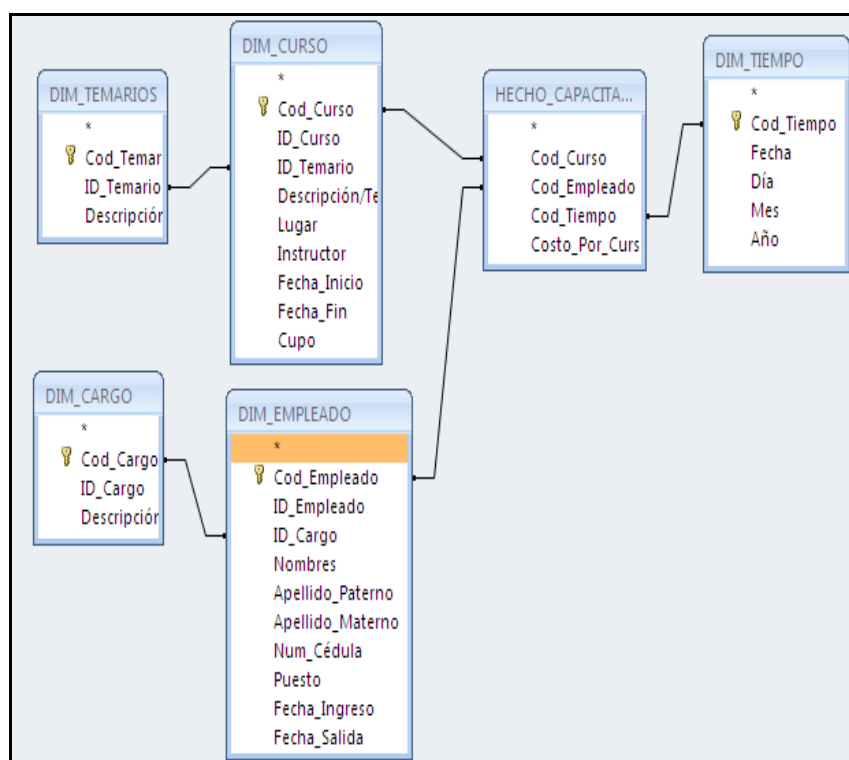 DIM_TEMARIOS
*
Cod_Temar
ID_Temario
Descripción
DIM_CURSO
*
Cod_Curso
ID_Curso
ID_Temario
Descripción/Te
Lugar
Instructor
Fecha_Inicio
Fecha_Fin
Cupo
HECHO_CAPACITA...
*
Cod_Curso
Cod_Empleado
Cod_Tiempo
Costo_Por_Curs
DIM_TIEMPO
*
Cod_Tiempo
Fecha
Día
Mes
Año
DIM_CARGO
*
Cod_Cargo
ID_Cargo
Descripción
DIM_EMPLEADO
*
Cod_Empleado
ID_Empleado
ID_Cargo
Nombres
Apellido_Paterno
Apellido_Materno
Num_Cédula
Puesto
Fecha_Ingreso
Fecha_Salida